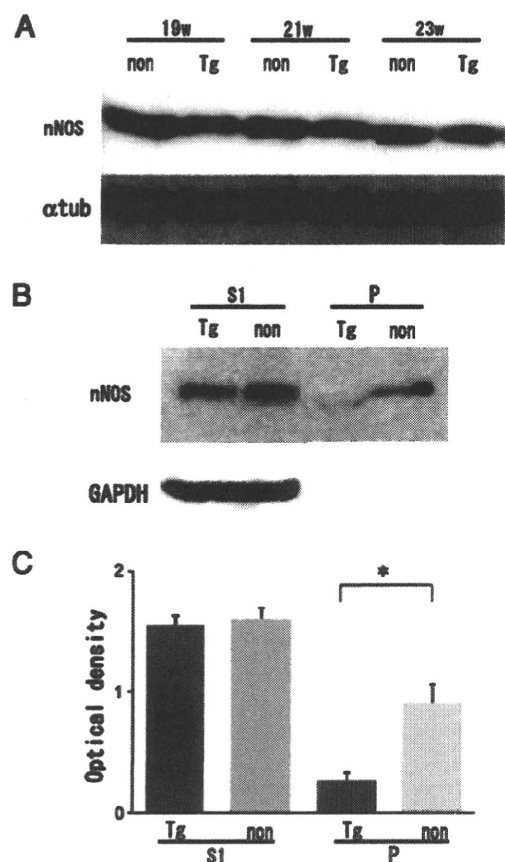 A
19w 21w 23w
non Tg non Tg non Tg
nNOS
αtub
B
S1 P
Tg non Tg non
nNOS
GAPDH
C
Optical density
2
*
1
0
Tg non Tg non
S1 P